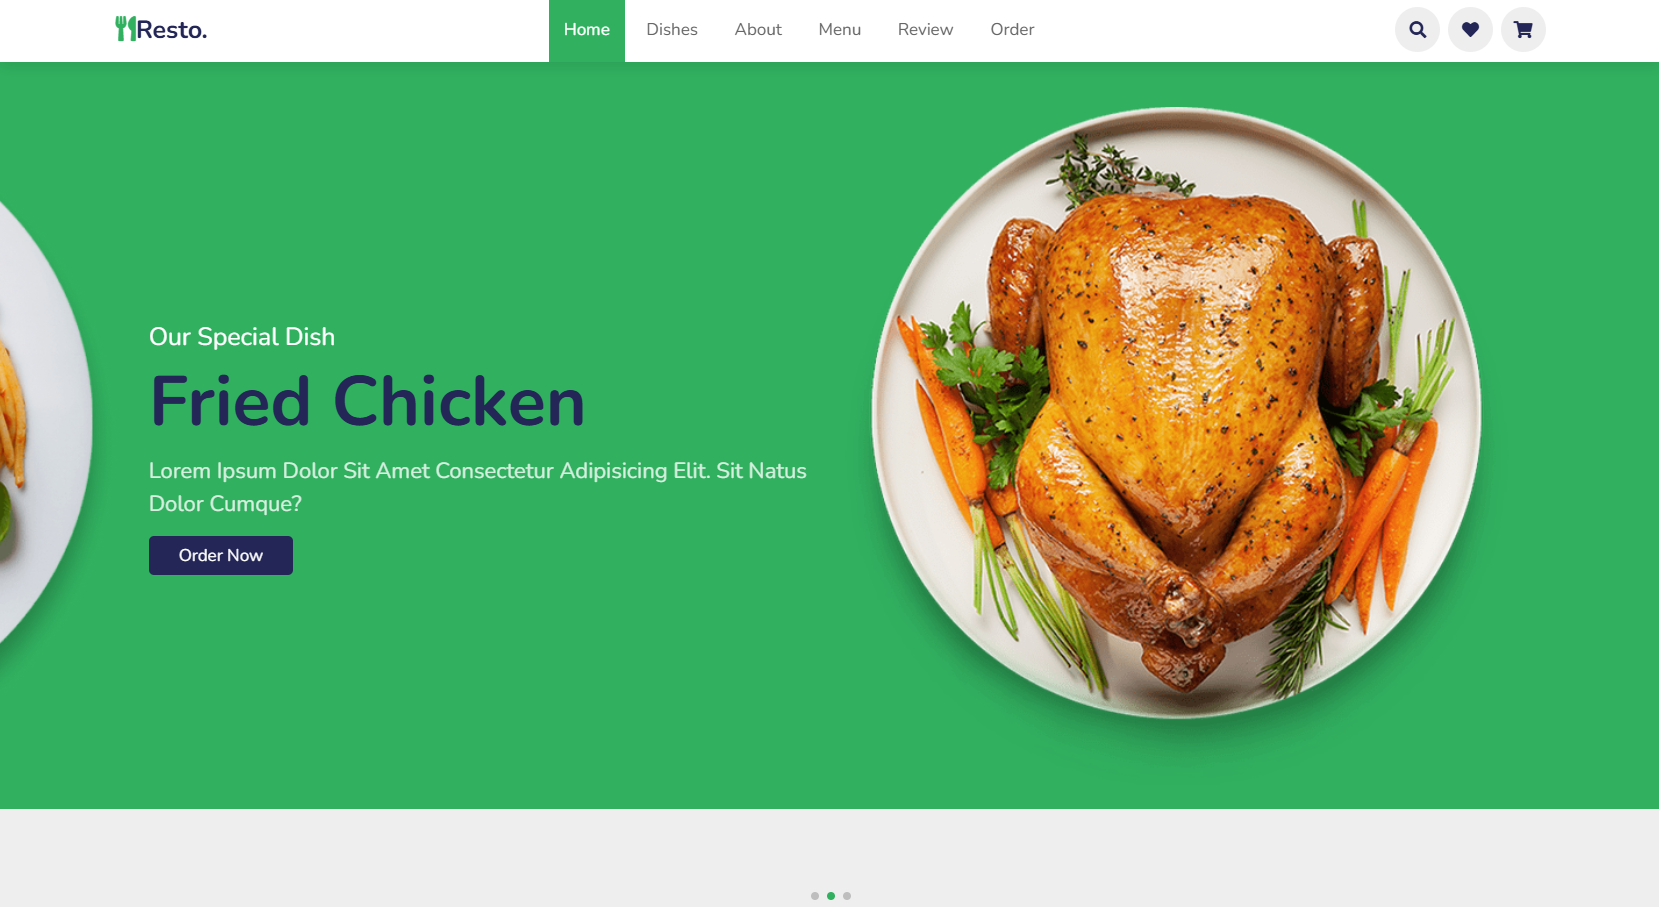 Resto.
Home
Dishes
About
Menu
Review
Order
Our Special Dish
Fried Chicken
Lorem Ipsum Dolor Sit Amet Consectetur Adipisicing Elit. Sit Natus
Dolor Cumque?
Order Now